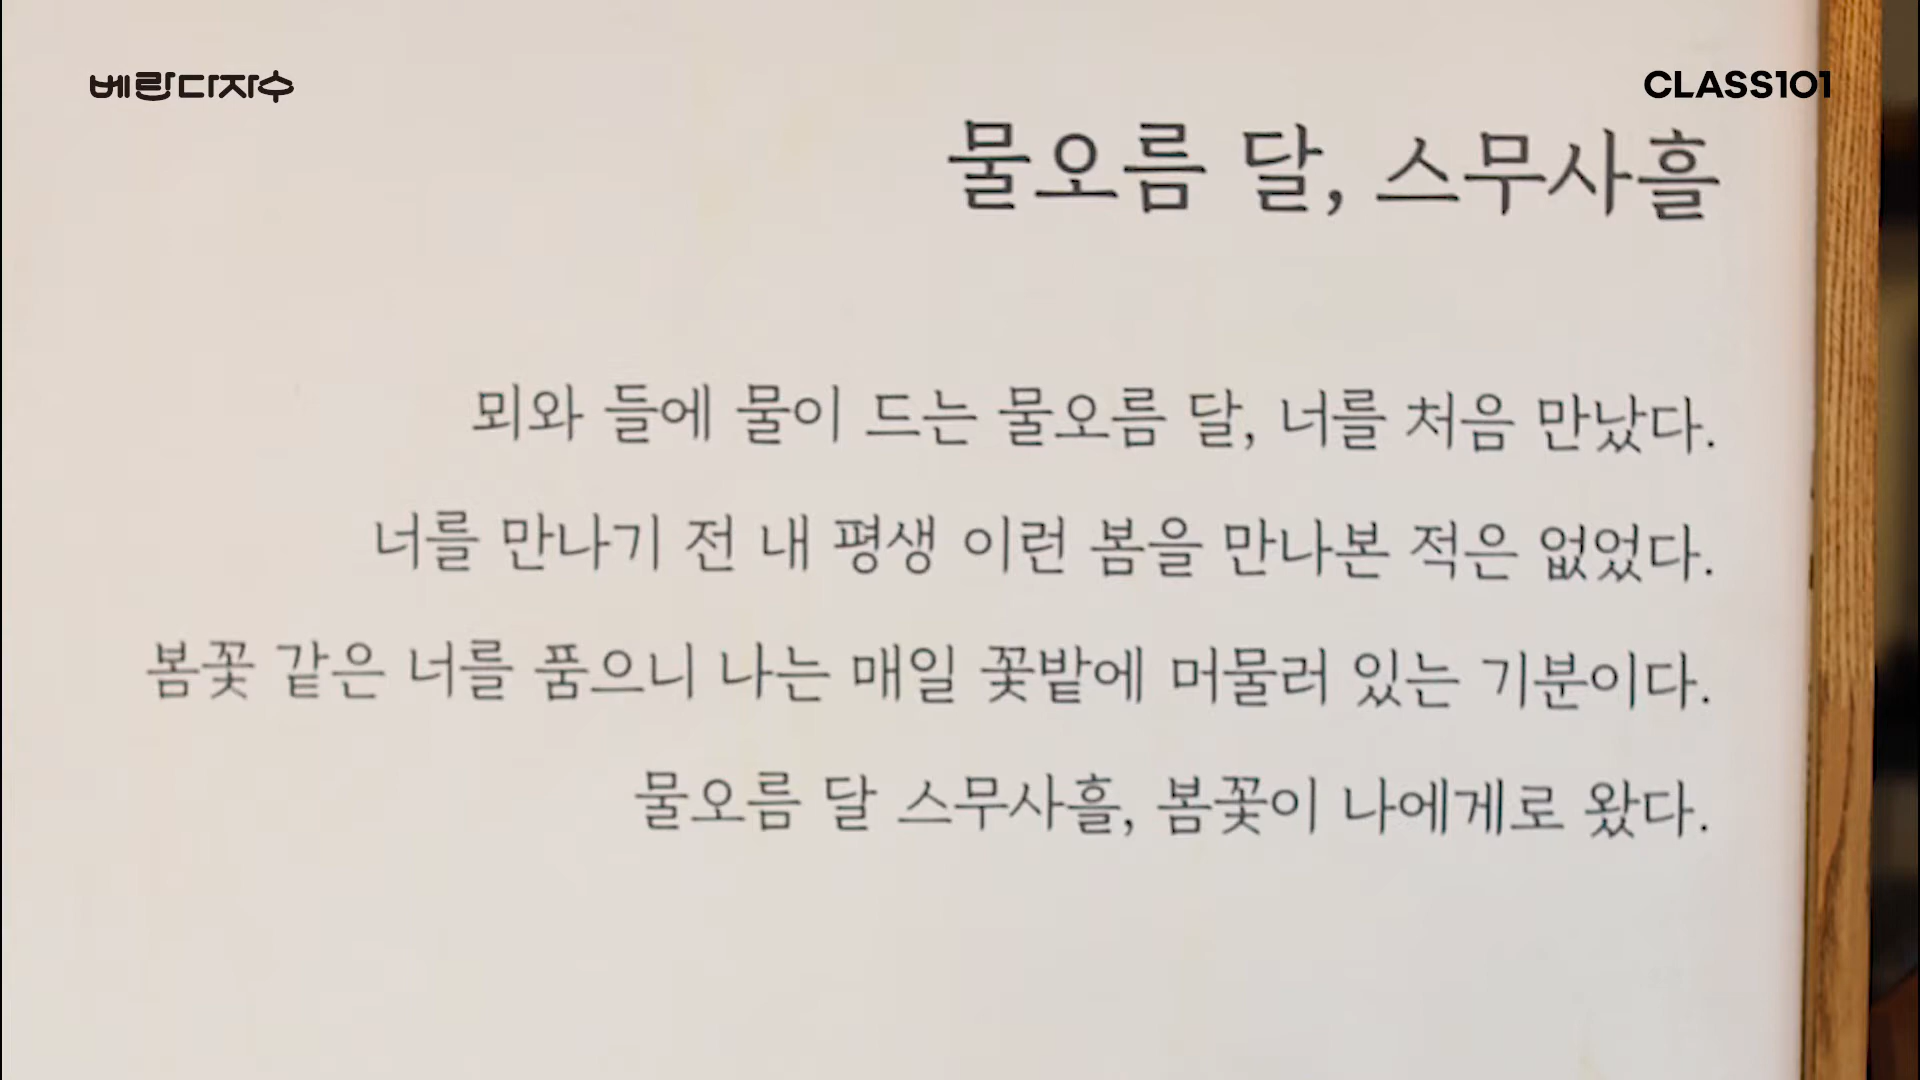 베란다자수
CLASS101
물오름 달, 스무사흘
뫼와 들에 물이 드는 물오름 달, 너를 처음 만났다.
너를 만나기 전 내 평생 이런 봄을 만나본 적은 없었다.
봄꽃 같은 너를 품으니 나는 매일 꽃밭에 머물러 있는 기분이다.
물오름 달 스무사흘, 봄꽃이 나에게로 왔다.